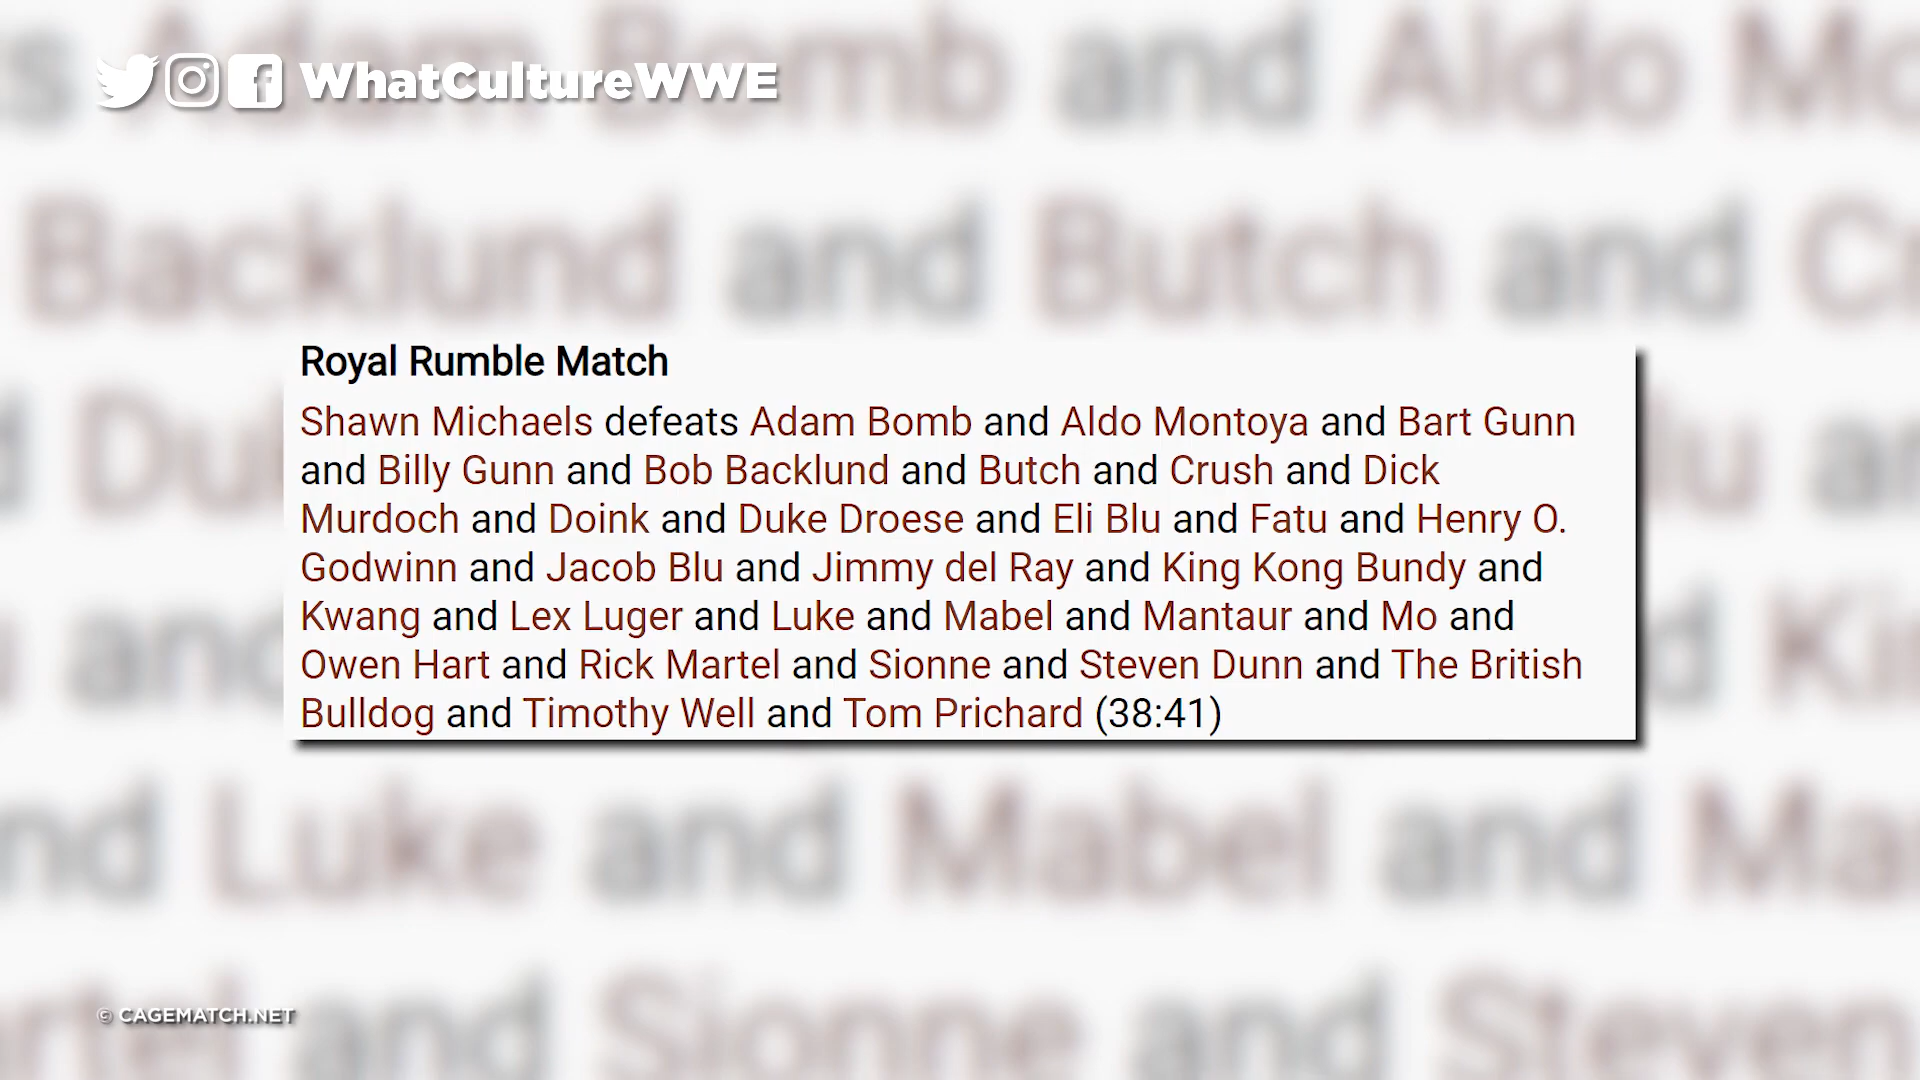 WhatCultureWWE
Royal Rumble Match
Shawn Michaels defeats Adam Bomb and Aldo Montoya and Bart Gunn
and Billy Gunn and Bob Backlund and Butch and Crush and Dick
Murdoch and Doink and Duke Droese and Eli Blu and Fatu and Henry O.
Godwinn and Jacob Blu and Jimmy del Ray and King Kong Bundy and
Kwang and Lex Luger and Luke and Mabel and Mantaur and Mo and
Owen Hart and Rick Martel and Sionne and Steven Dunn and The British
Bulldog and Timothy Well and Tom Prichard (38:41)
© CAGEMATCH.NET